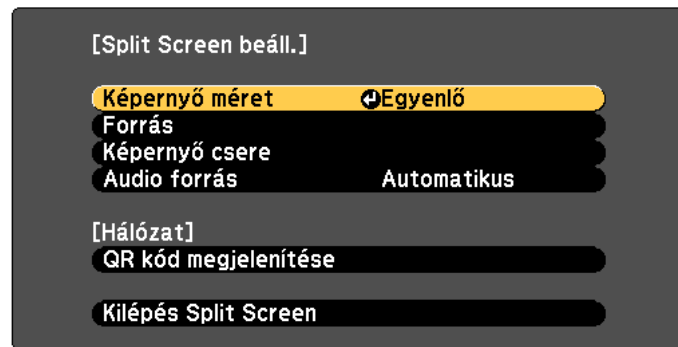 [Split Screen beáll.]
Képernyő méret Egyenlő
Forrás
Képernyő csere
Audio forrás Automatikus
[Hálózat]
QR kód megjelenítése
Kilépés Split Screen